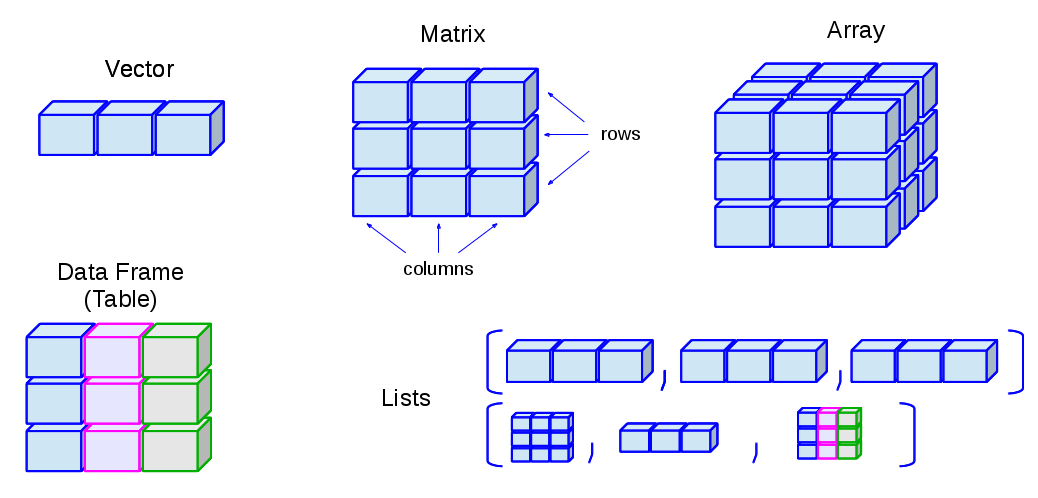 Vector
Matrix
Array
rows
columns
Data Frame
(Table)
Lists